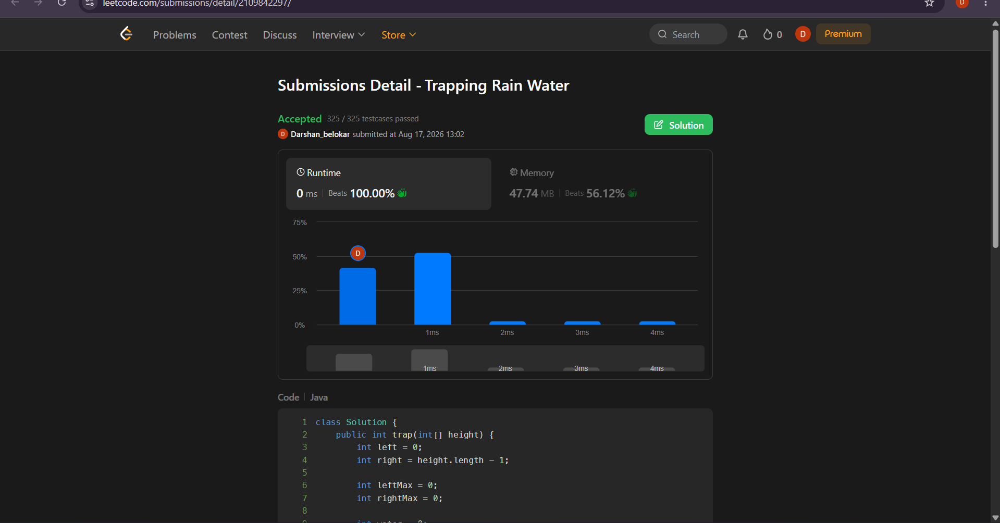 leetcode.com/submissions/detail/2109842297/
D
Problems Contest Discuss Interview Store Search 0 D Premium
Submissions Detail - Trapping Rain Water
Accepted 325 / 325 testcases passed
D Darshan_belokar submitted at Aug 17, 2026 13:02
Solution
Runtime
0 ms | Beats 100.00%
Memory
47.74 MB | Beats 56.12%
75%
50%
25%
0%
D
1ms 2ms 3ms 4ms
1ms 2ms 3ms 4ms
Code | Java
1 class Solution {
2 public int trap(int[] height) {
3 int left = 0;
4 int right = height.length - 1;
5
6 int leftMax = 0;
7 int rightMax = 0;
8